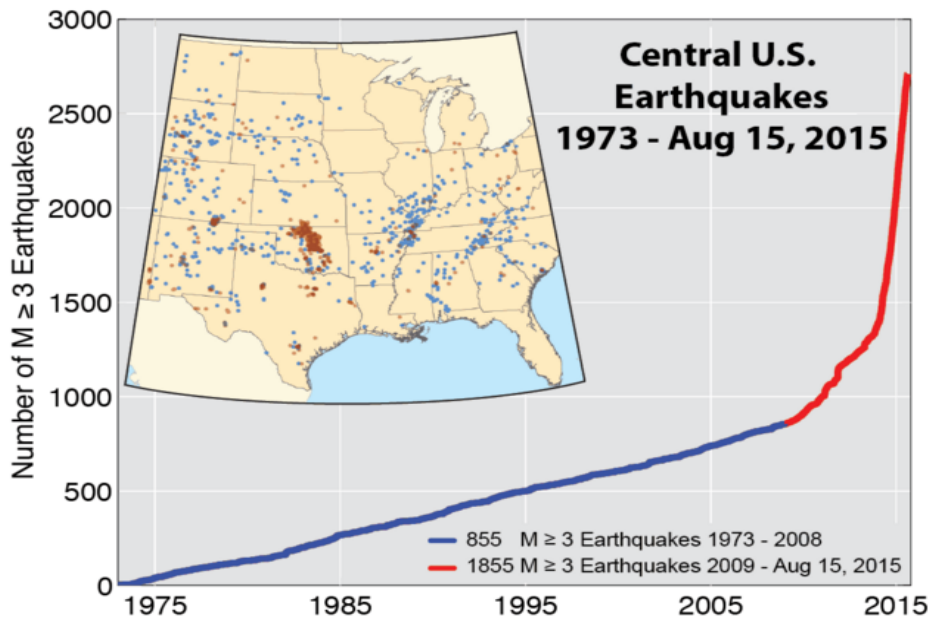 Central U.S.
Earthquakes
1973 - Aug 15, 2015
Number of M ≥ 3 Earthquakes
3000
2500
2000
1500
1000
500
0
855 M ≥ 3 Earthquakes 1973 - 2008
1855 M ≥ 3 Earthquakes 2009 - Aug 15, 2015
1975 1985 1995 2005 2015